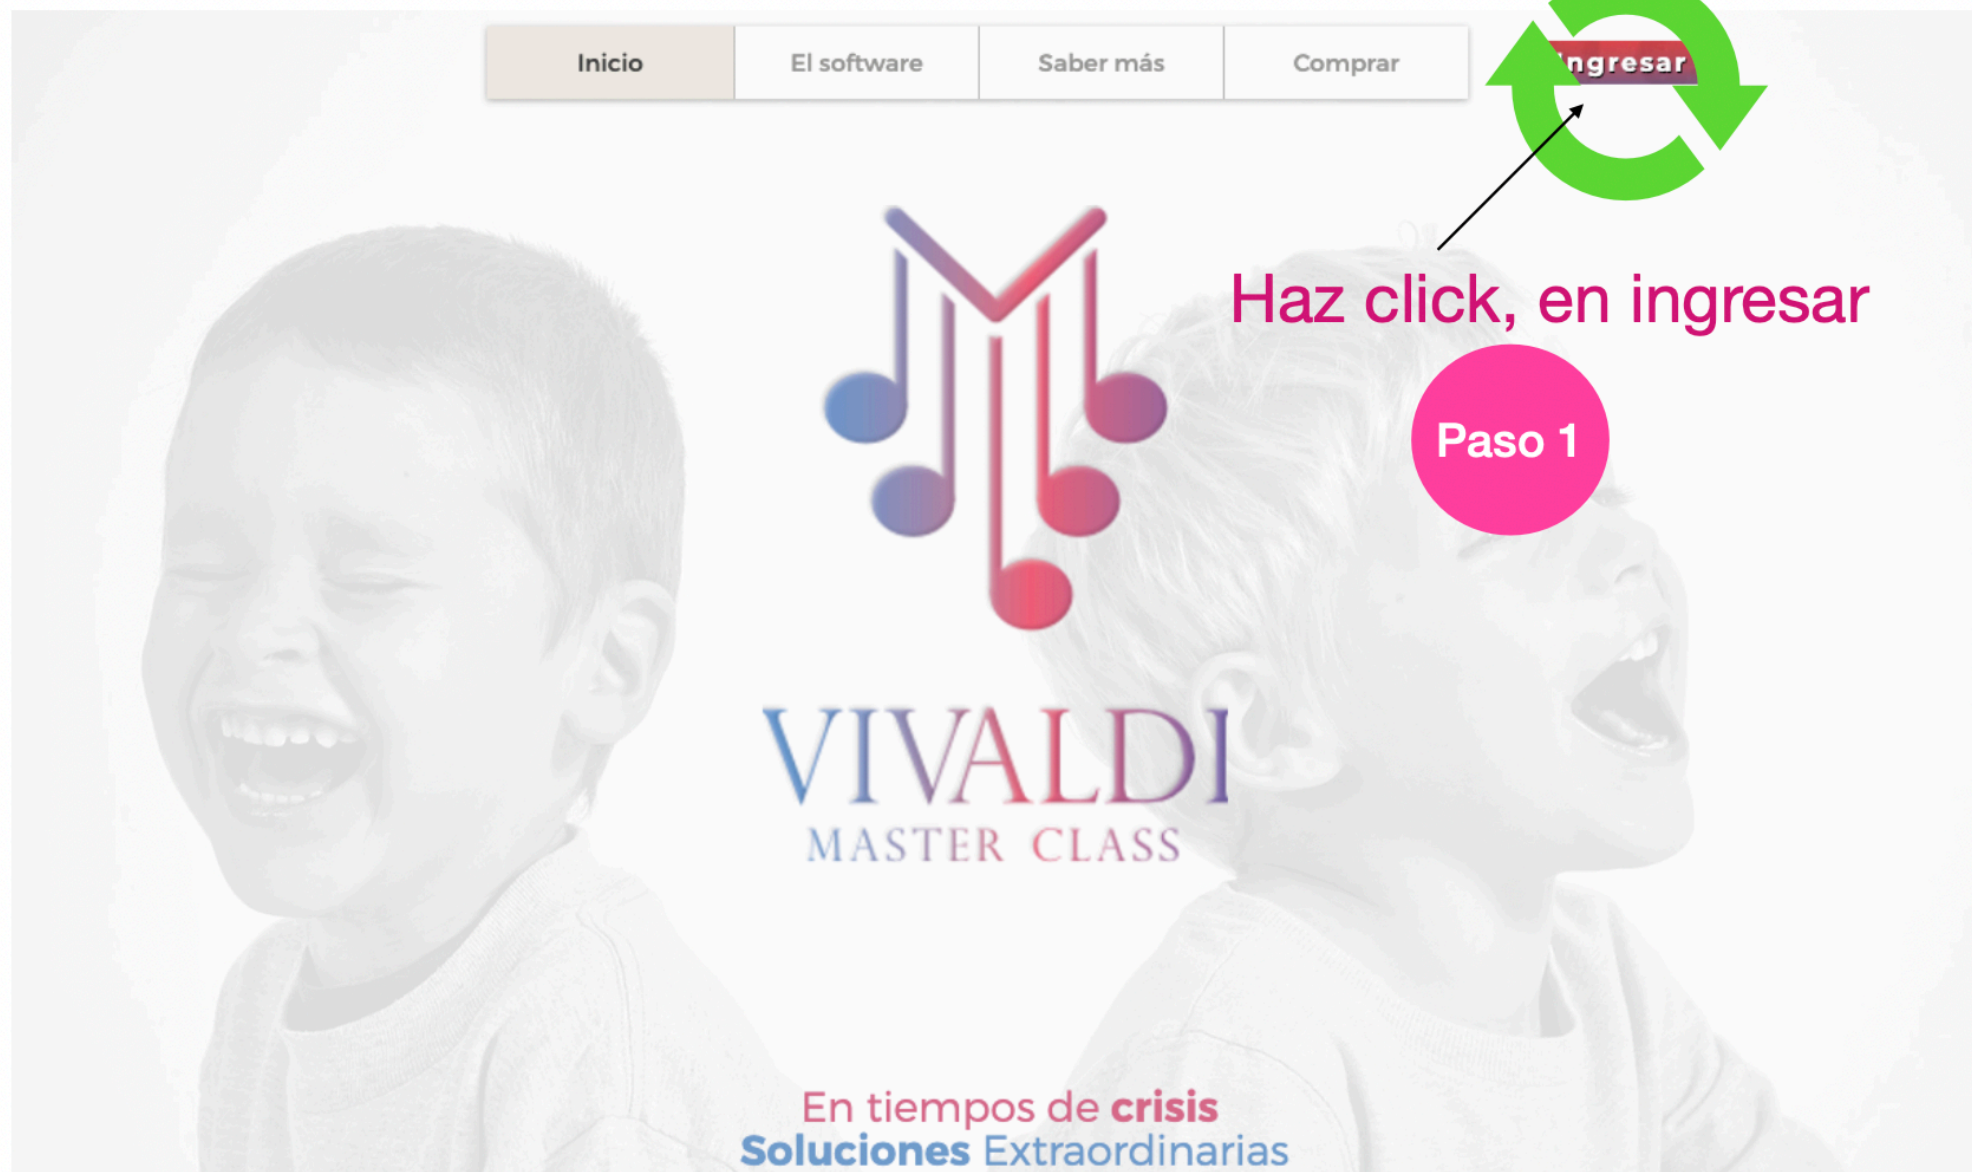 Inicio
El software
Saber más
Comprar
Ingresar
Haz click, en ingresar
Paso 1
VIVALDI
MASTER CLASS
En tiempos de crisis
Soluciones Extraordinarias